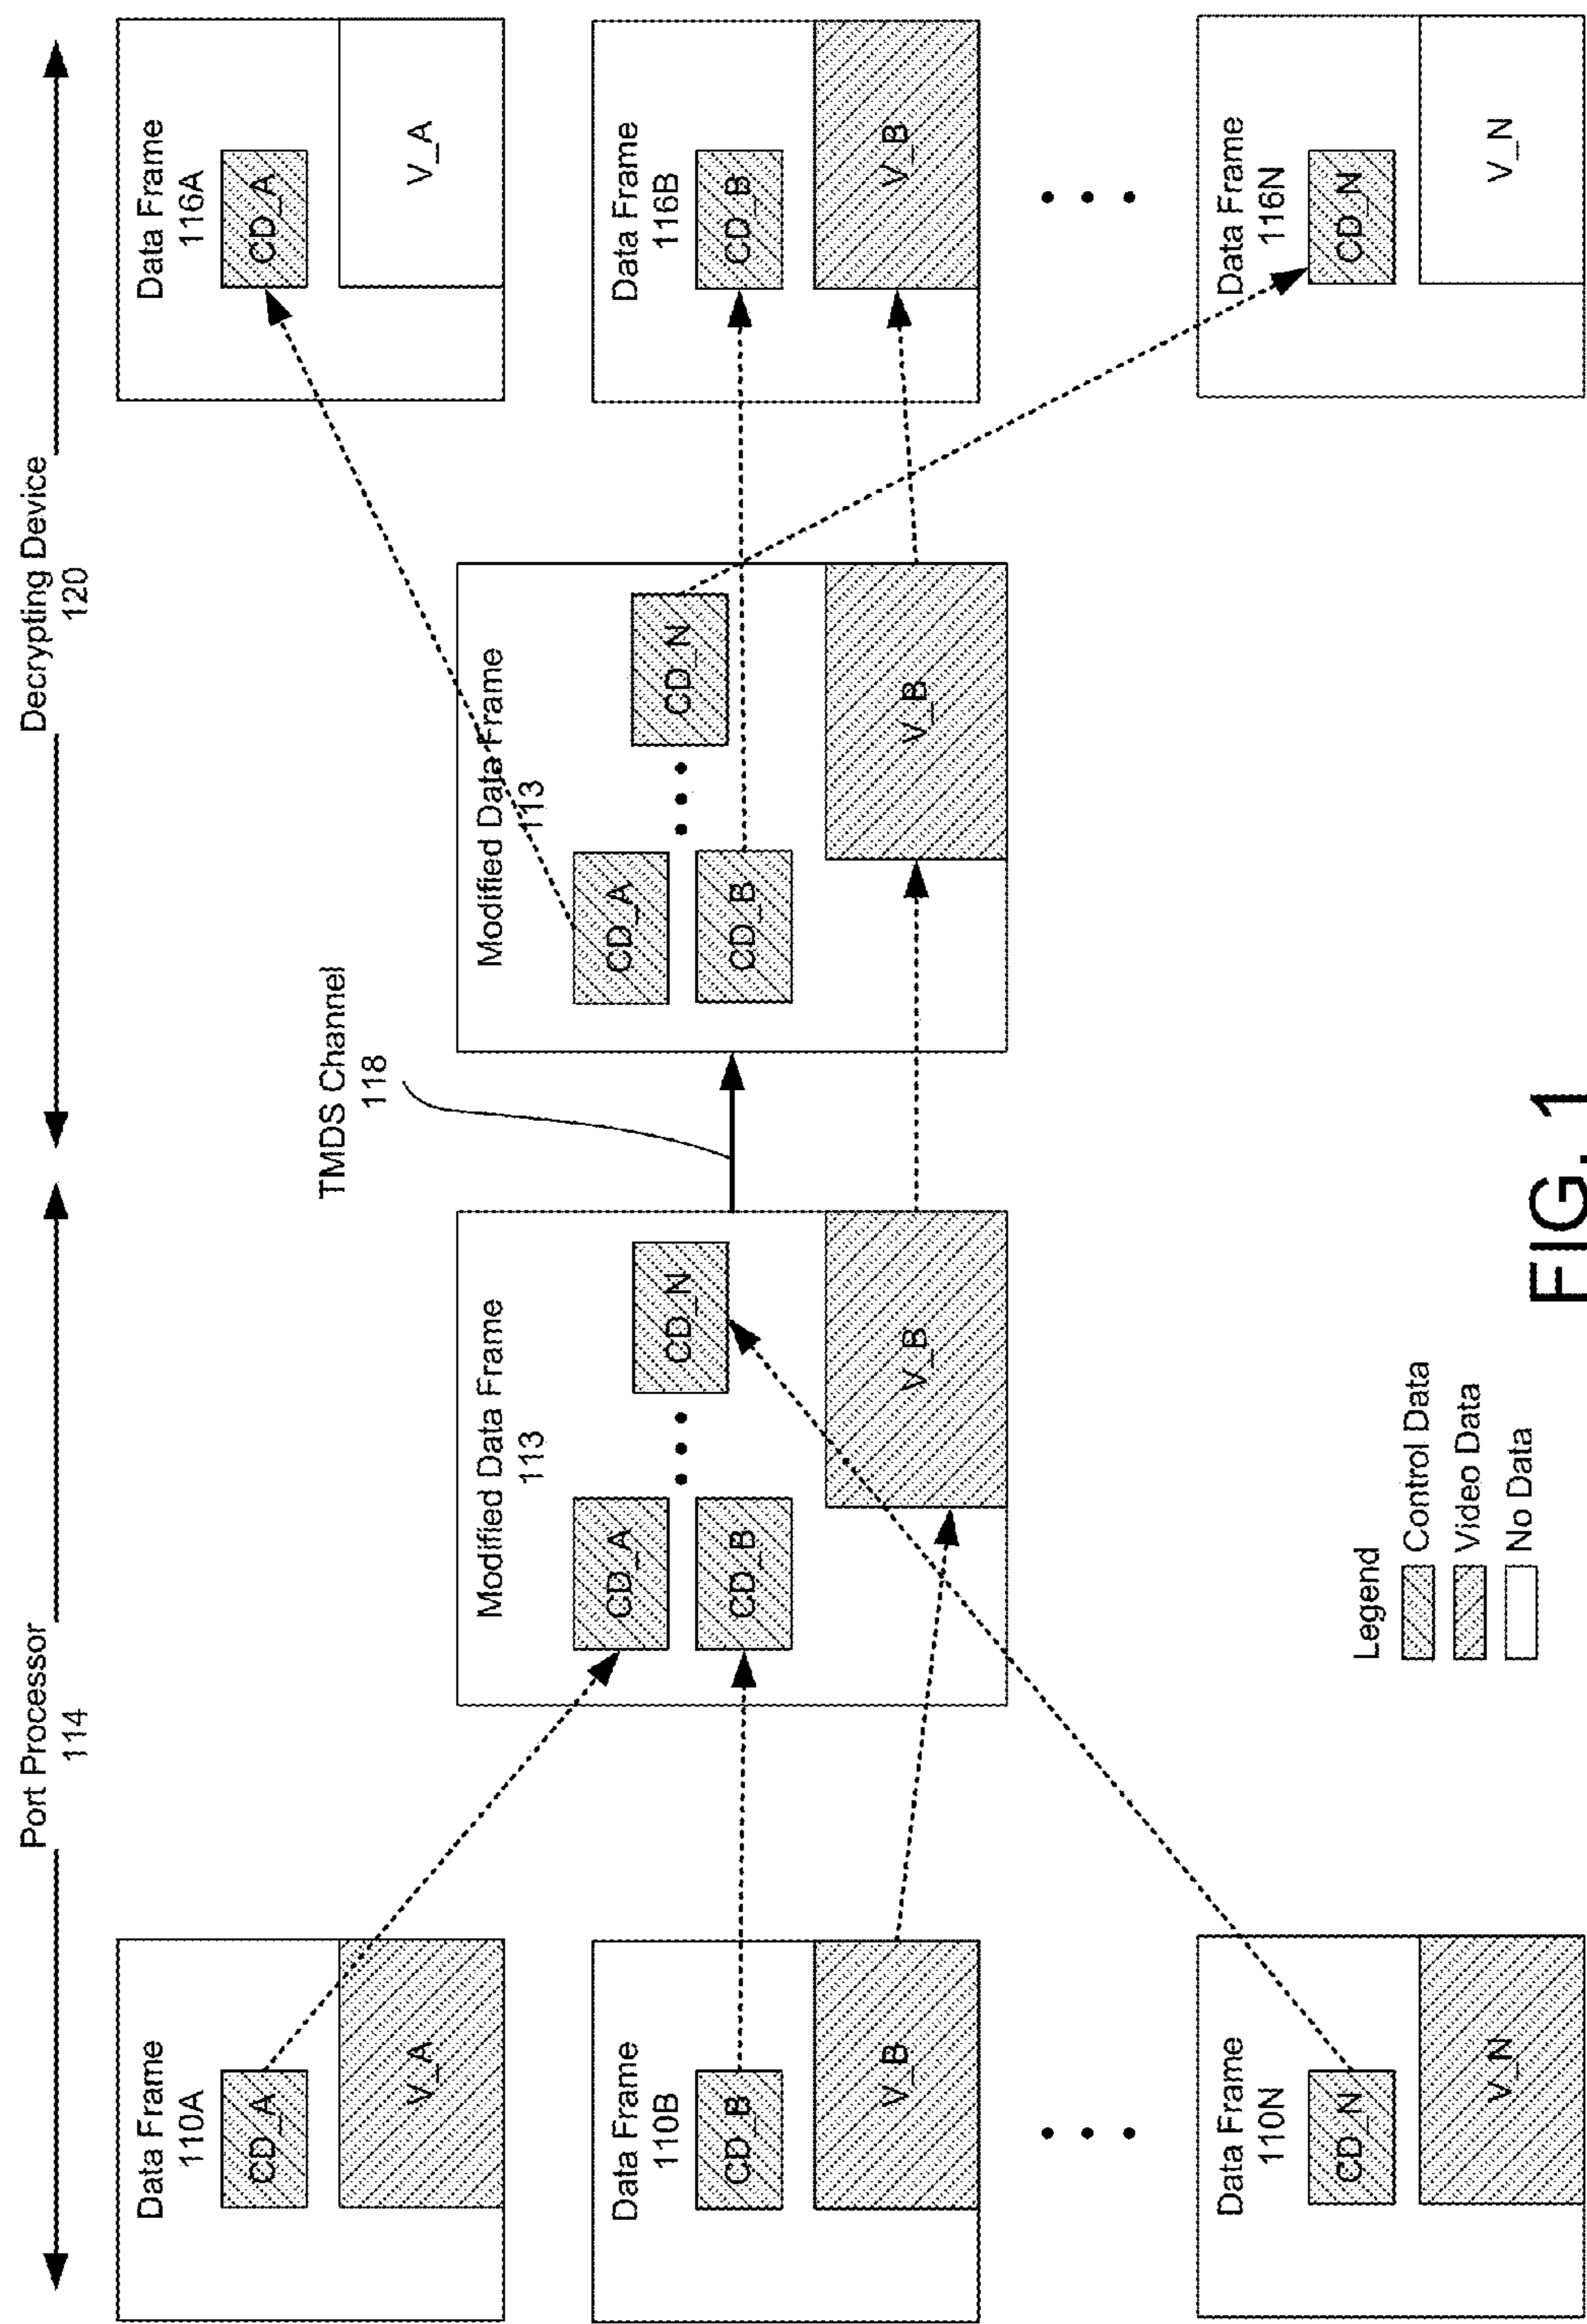 Port Processor
114
Decrypting Device
120
Data Frame
110A
CD_A
V_A
Data Frame
110B
CD_B
V_B
Data Frame
110N
CD_N
V_N
Modified Data Frame
113
CD_A
CD_B
CD_N
V_B
TMDS Channel
118
Modified Data Frame
113
CD_A
CD_B
CD_N
V_B
Data Frame
116A
CD_A
V_A
Data Frame
116B
CD_B
V_B
Data Frame
116N
CD_N
V_N
Legend
Control Data
Video Data
No Data
FIG. 1